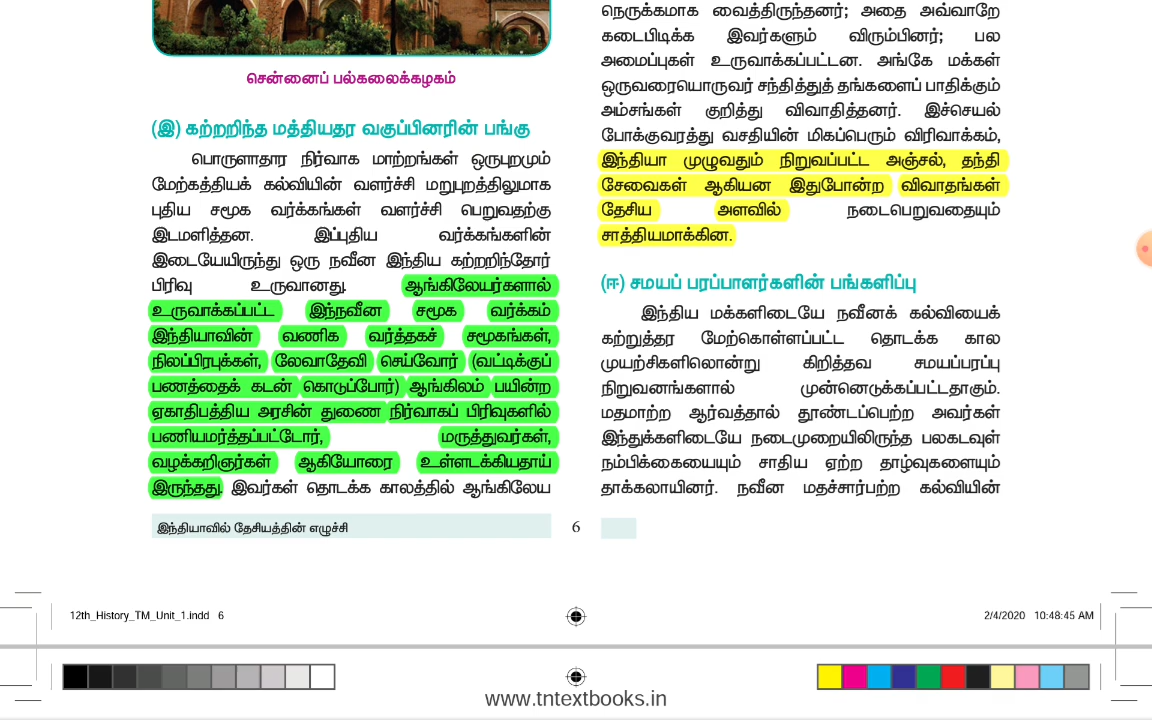 சென்னைப் பல்கலைக்கழகம்
(இ) கற்றறிந்த மத்தியதர வகுப்பினரின் பங்கு
பொருளாதார நிர்வாக மாற்றங்கள் ஒருபுறமும்
மேற்கத்தியக் கல்வியின் வளர்ச்சி மறுபுறத்திலுமாக
புதிய சமூக வர்க்கங்கள் வளர்ச்சி பெறுவதற்கு
இடமளித்தன. இப்புதிய வர்க்கங்களின்
இடையேயிருந்து ஒரு நவீன இந்திய கற்றறிந்தோர்
பிரிவு உருவானது. ஆங்கிலேயர்களால்
உருவாக்கப்பட்ட இந்நவீன சமூக வர்க்கம்
இந்தியாவின் வணிக வர்த்தகச் சமூகங்கள்,
நிலப்பிரபுக்கள், லேவாதேவி செய்வோர் (வட்டிக்குப்
பணத்தைக் கடன் கொடுப்போர்) ஆங்கிலம் பயின்ற
ஏகாதிபத்திய அரசின் துணை நிர்வாகப் பிரிவுகளில்
பணியமர்த்தப்பட்டோர், மருத்துவர்கள்,
வழக்கறிஞர்கள் ஆகியோரை உள்ளடக்கியதாய்
இருந்தது. இவர்கள் தொடக்க காலத்தில் ஆங்கிலேய
நெருக்கமாக வைத்திருந்தனர்; அதை அவ்வாறே
கடைபிடிக்க இவர்களும் விரும்பினர்; பல
அமைப்புகள் உருவாக்கப்பட்டன. அங்கே மக்கள்
ஒருவரையொருவர் சந்தித்துத் தங்களைப் பாதிக்கும்
அம்சங்கள் குறித்து விவாதித்தனர். இச்செயல்
போக்குவரத்து வசதியின் மிகப்பெரும் விரிவாக்கம்,
இந்தியா முழுவதும் நிறுவப்பட்ட அஞ்சல், தந்தி
சேவைகள் ஆகியன இதுபோன்ற விவாதங்கள்
தேசிய அளவில் நடைபெறுவதையும்
சாத்தியமாக்கின.
(ஈ) சமயப் பரப்பாளர்களின் பங்களிப்பு
இந்திய மக்களிடையே நவீனக் கல்வியைக்
கற்றுத்தர மேற்கொள்ளப்பட்ட தொடக்க கால
முயற்சிகளிலொன்று கிறித்தவ சமயப்பரப்பு
நிறுவனங்களால் முன்னெடுக்கப்பட்டதாகும்.
மதமாற்ற ஆர்வத்தால் தூண்டப்பெற்ற அவர்கள்
இந்துக்களிடையே நடைமுறையிலிருந்த பலகடவுள்
நம்பிக்கையையும் சாதிய ஏற்ற தாழ்வுகளையும்
தாக்கலாயினர். நவீன மதச்சார்பற்ற கல்வியின்
இந்தியாவில் தேசியத்தின் எழுச்சி 6
12th_History_TM_Unit_1.indd 6 2/4/2020 10:48:45 AM
www.tntextbooks.in